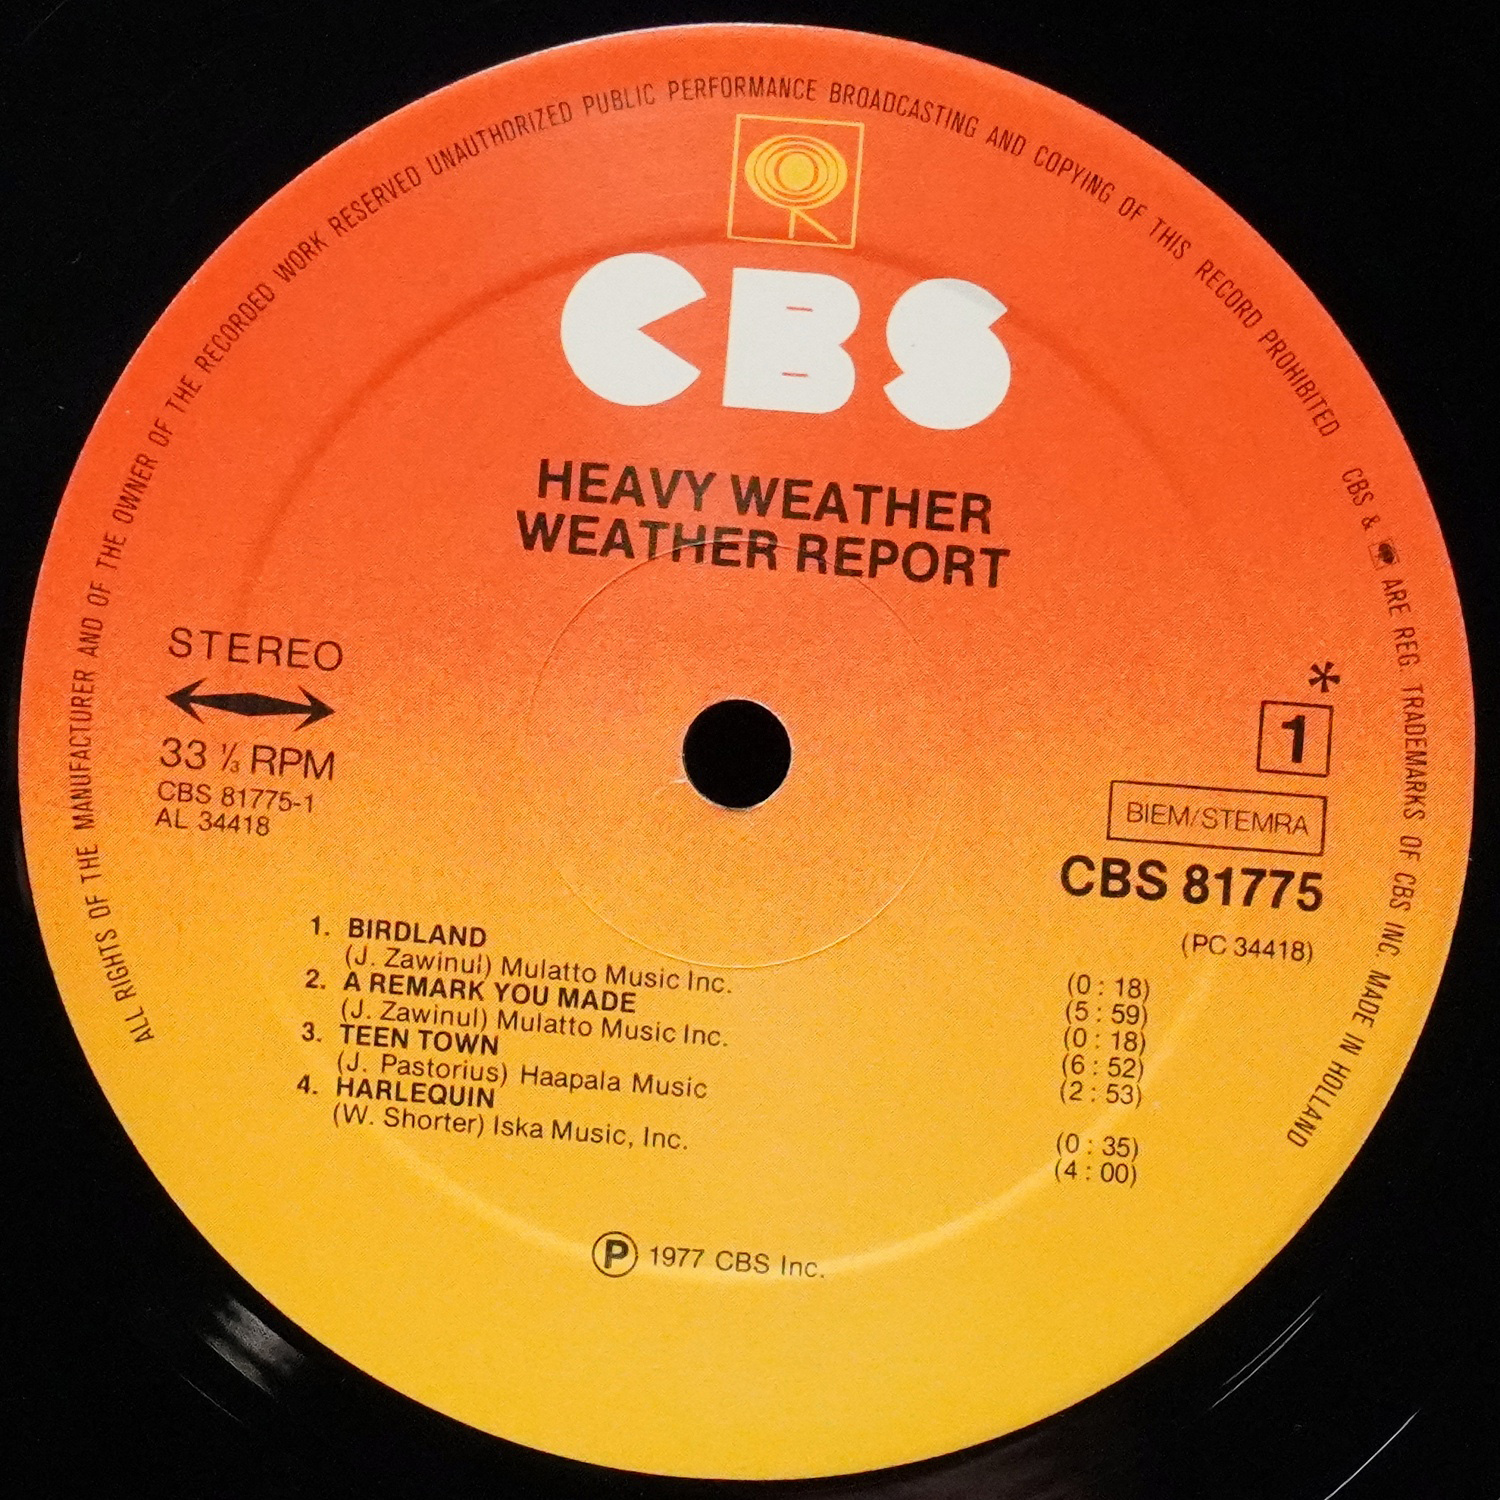 ALL RIGHTS OF THE MANUFACTURER AND OF THE OWNER OF THE RECORDED WORK RESERVED UNAUTHORIZED PUBLIC PERFORMANCE BROADCASTING AND COPYING OF THIS RECORD PROHIBITED
CBS & ARE REG. TRADEMARKS OF CBS INC. MADE IN HOLLAND
CBS
HEAVY WEATHER
WEATHER REPORT
STEREO
33 ⅓ RPM
CBS 81775-1
AL 34418
*
1
BIEM/STEMRA
CBS 81775
(PC 34418)
1. BIRDLAND
(J. Zawinul) Mulatto Music Inc. (0 : 18)
2. A REMARK YOU MADE (5 : 59)
(J. Zawinul) Mulatto Music Inc. (0 : 18)
3. TEEN TOWN (6 : 52)
(J. Pastorius) Haapala Music (2 : 53)
4. HARLEQUIN
(W. Shorter) Iska Music, Inc. (0 : 35)
(4 : 00)
Ⓟ 1977 CBS Inc.